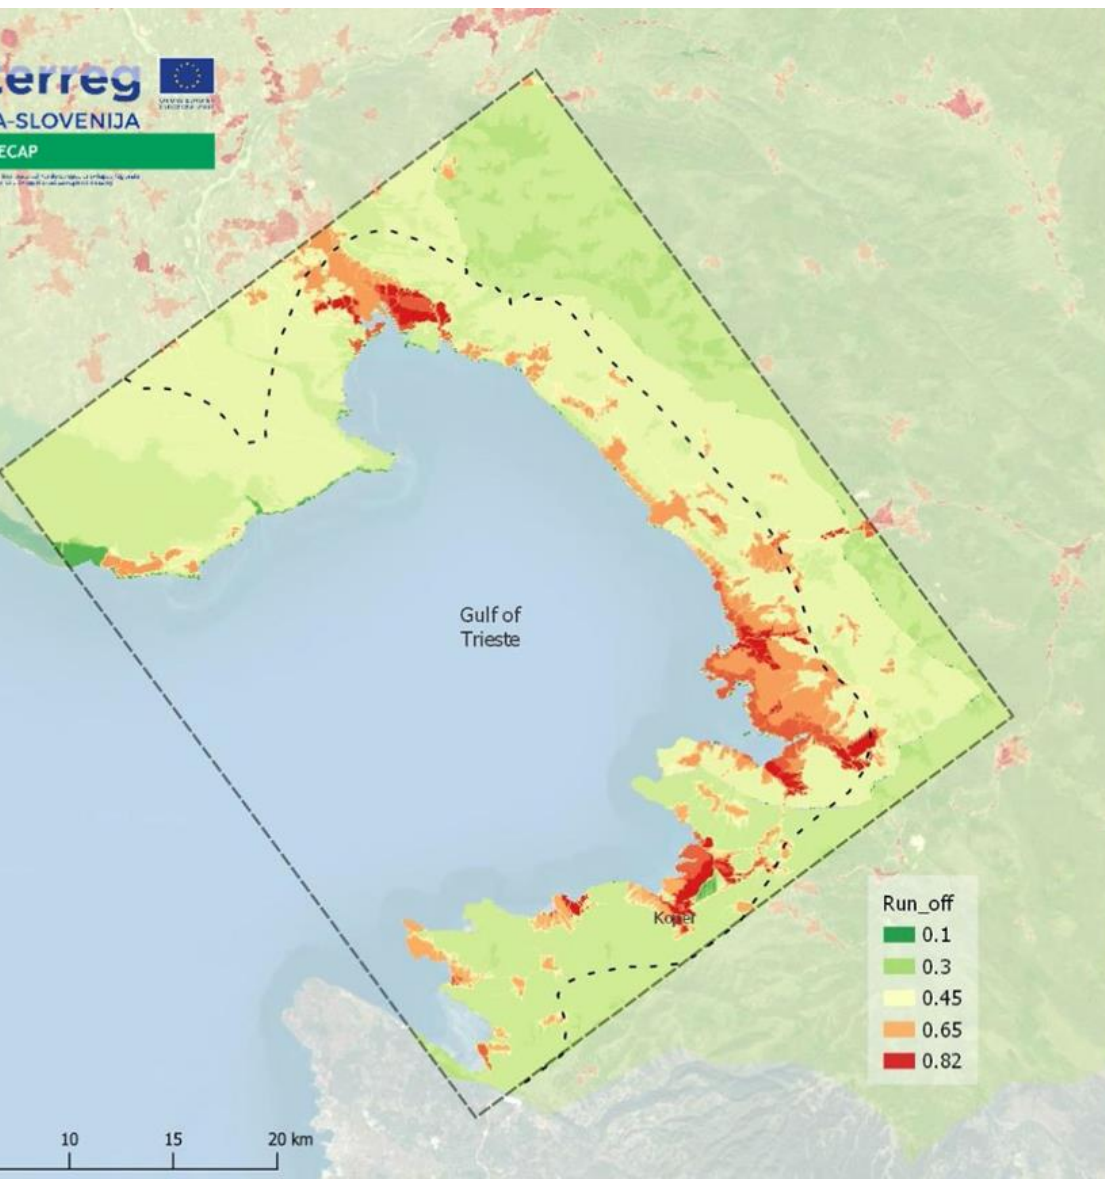 terreg
A-SLOVENIJA
ECAP
Gulf of
Trieste
Koper
Run_off
0.1
0.3
0.45
0.65
0.82
10
15
20 km